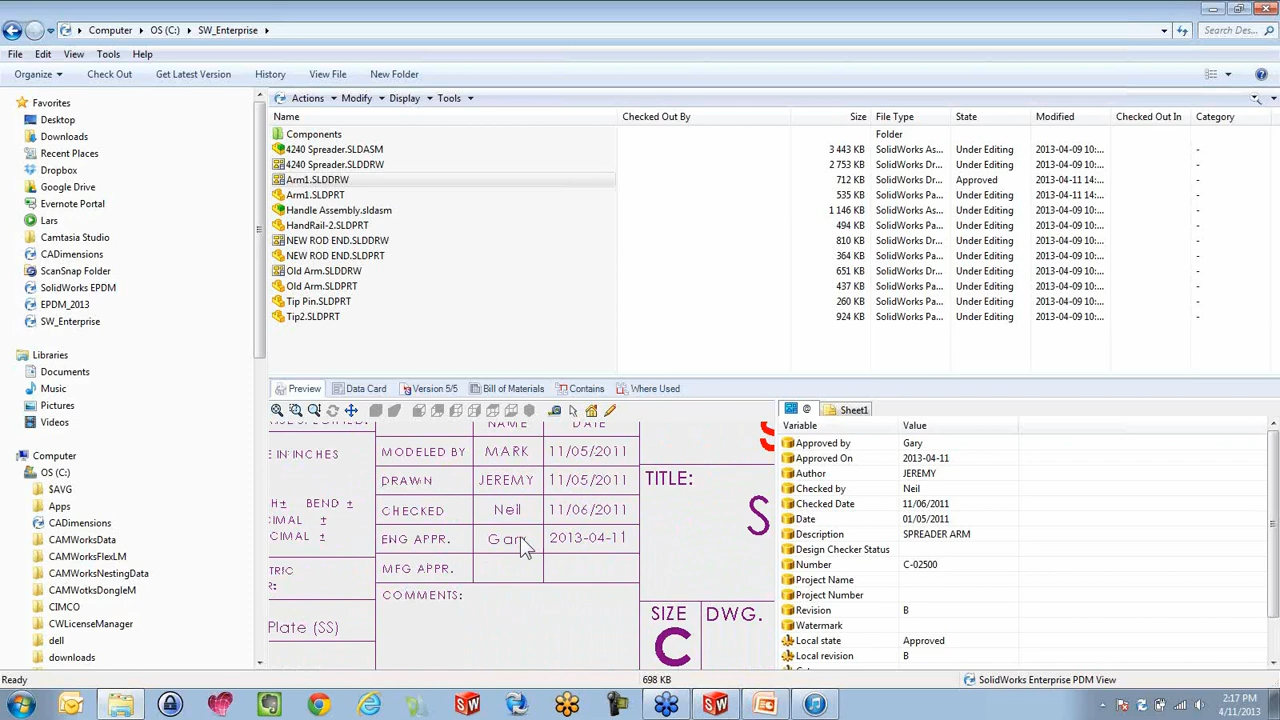 Computer ▸ OS (C:) ▸ SW_Enterprise ▸
Search Des...
File Edit View Tools Help
Organize ▾ Check Out Get Latest Version History View File New Folder
Favorites
Desktop
Downloads
Recent Places
Dropbox
Google Drive
Evernote Portal
Lars
Camtasia Studio
CADimensions
ScanSnap Folder
SolidWorks EPDM
EPDM_2013
SW_Enterprise
Libraries
Documents
Music
Pictures
Videos
Computer
OS (C:)
$AVG
Apps
CADimensions
CAMWorksData
CAMWorksFlexLM
CAMWorksNestingData
CAMWotksDongleM
CIMCO
CWLicenseManager
dell
downloads
Actions Modify Display Tools
Name Checked Out By Size File Type State Modified Checked Out In Category
Components Folder
4240 Spreader.SLDASM 3 443 KB SolidWorks As... Under Editing 2013-04-09 10:... -
4240 Spreader.SLDDRW 2 753 KB SolidWorks Dr... Under Editing 2013-04-09 10:... -
Arm1.SLDDRW 712 KB SolidWorks Dr... Approved 2013-04-11 14:... -
Arm1.SLDPRT 535 KB SolidWorks Pa... Under Editing 2013-04-11 14:... -
Handle Assembly.sldasm 1 146 KB SolidWorks As... Under Editing 2013-04-09 10:... -
HandRail-2.SLDPRT 494 KB SolidWorks Pa... Under Editing 2013-04-09 10:... -
NEW ROD END.SLDDRW 810 KB SolidWorks Dr... Under Editing 2013-04-09 10:... -
NEW ROD END.SLDPRT 364 KB SolidWorks Pa... Under Editing 2013-04-09 10:... -
Old Arm.SLDDRW 651 KB SolidWorks Dr... Under Editing 2013-04-09 10:... -
Old Arm.SLDPRT 437 KB SolidWorks Pa... Under Editing 2013-04-09 10:... -
Tip Pin.SLDPRT 260 KB SolidWorks Pa... Under Editing 2013-04-09 10:... -
Tip2.SLDPRT 924 KB SolidWorks Pa... Under Editing 2013-04-09 10:... -
Preview Data Card Version 5/5 Bill of Materials Contains Where Used
NAME DATE
E IN INCHES MODELED BY MARK 11/05/2011
DRAWN JEREMY 11/05/2011
H± BEND ±
IMAL ±
CIMAL ±
CHECKED Neil 11/06/2011
ENG APPR. 2013-04-11
TRIC
MFG APPR.
COMMENTS:
Plate (SS)
TITLE:
S
SIZE DWG.
C
@ Sheet1
Variable Value
Approved by Gary
Approved On 2013-04-11
Author JEREMY
Checked by Neil
Checked Date 11/06/2011
Date 01/05/2011
Description SPREADER ARM
Design Checker Status
Number C-02500
Project Name
Project Number
Revision B
Watermark
Local state Approved
Local revision B
Ready 698 KB SolidWorks Enterprise PDM View
2:17 PM
4/11/2013